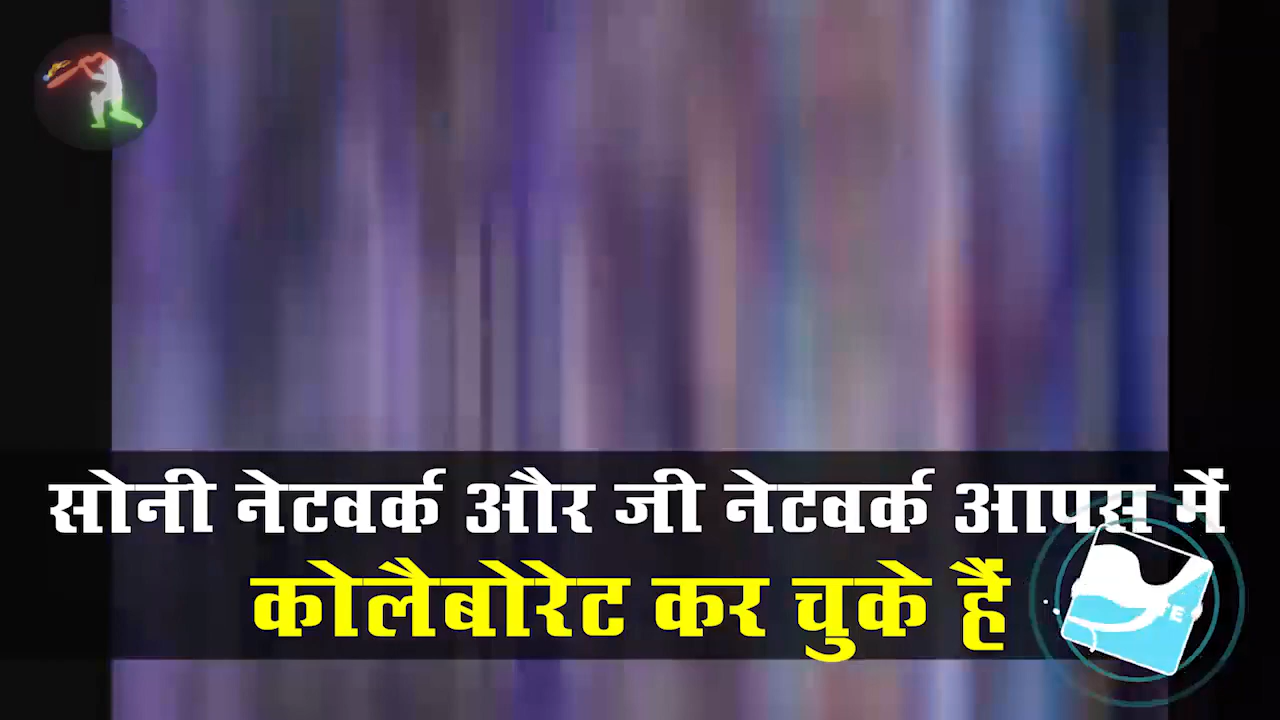 सोनी नेटवर्क और जी नेटवर्क आपस में
कोलैबोरेट कर चुके हैं